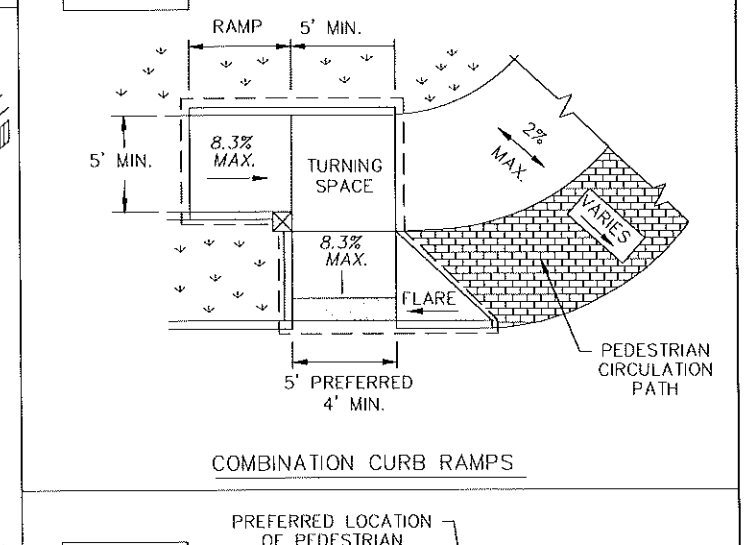 RAMP
5' MIN.
5' MIN.
8.3%
MAX.
TURNING
SPACE
2%
MAX.
VARIES
8.3%
MAX.
FLARE
PEDESTRIAN
CIRCULATION
PATH
5' PREFERRED
4' MIN.
COMBINATION CURB RAMPS
PREFERRED LOCATION
OF PEDESTRIAN